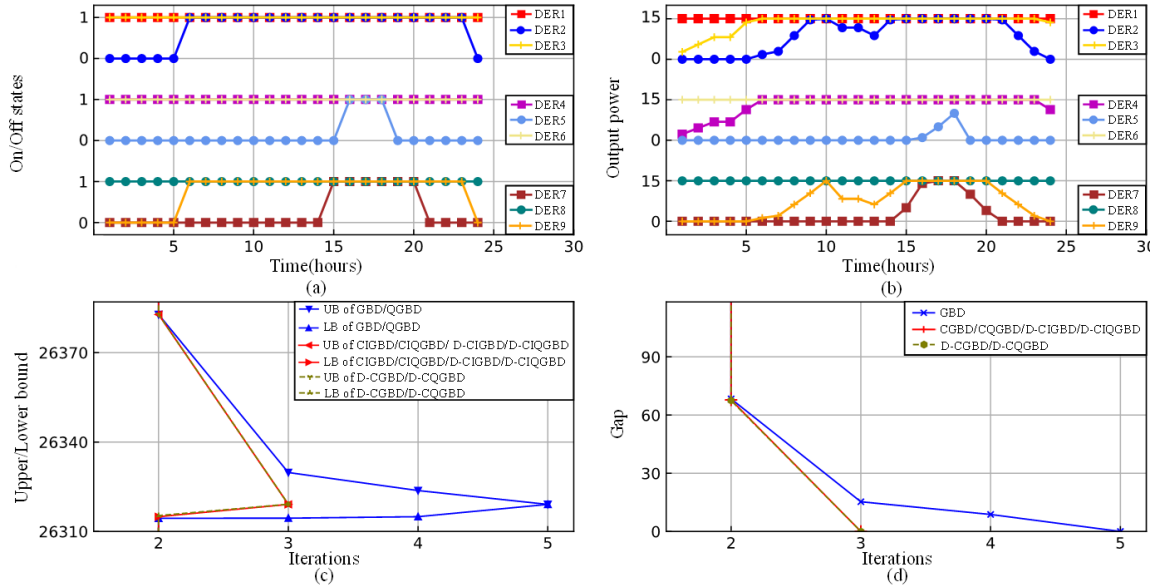 1
0
1
0
1
0
On/Off states
DER1
DER2
DER3
DER4
DER5
DER6
DER7
DER8
DER9
5
10
15
20
25
30
Time(hours)
(a)
15
0
15
0
15
0
Output power
DER1
DER2
DER3
DER4
DER5
DER6
DER7
DER8
DER9
0
5
10
15
20
25
30
Time(hours)
(b)
26370
26340
26310
Upper/Lower bound
UB of GBD/QGBD
LB of GBD/QGBD
UB of CIGBD/CIQGBD/ D-CIGBD/D-CIQGBD
LB of CIGBD/CIQGBD/D-CIGBD/D-CIQGBD
UB of D-CGBD/D-CQGBD
LB of D-CGBD/D-CQGBD
2
3
4
5
Iterations
(c)
90
60
30
0
Gap
GBD
CGBD/CQGBD/D-CIGBD/D-CIQGBD
D-CGBD/D-CQGBD
2
3
4
5
Iterations
(d)